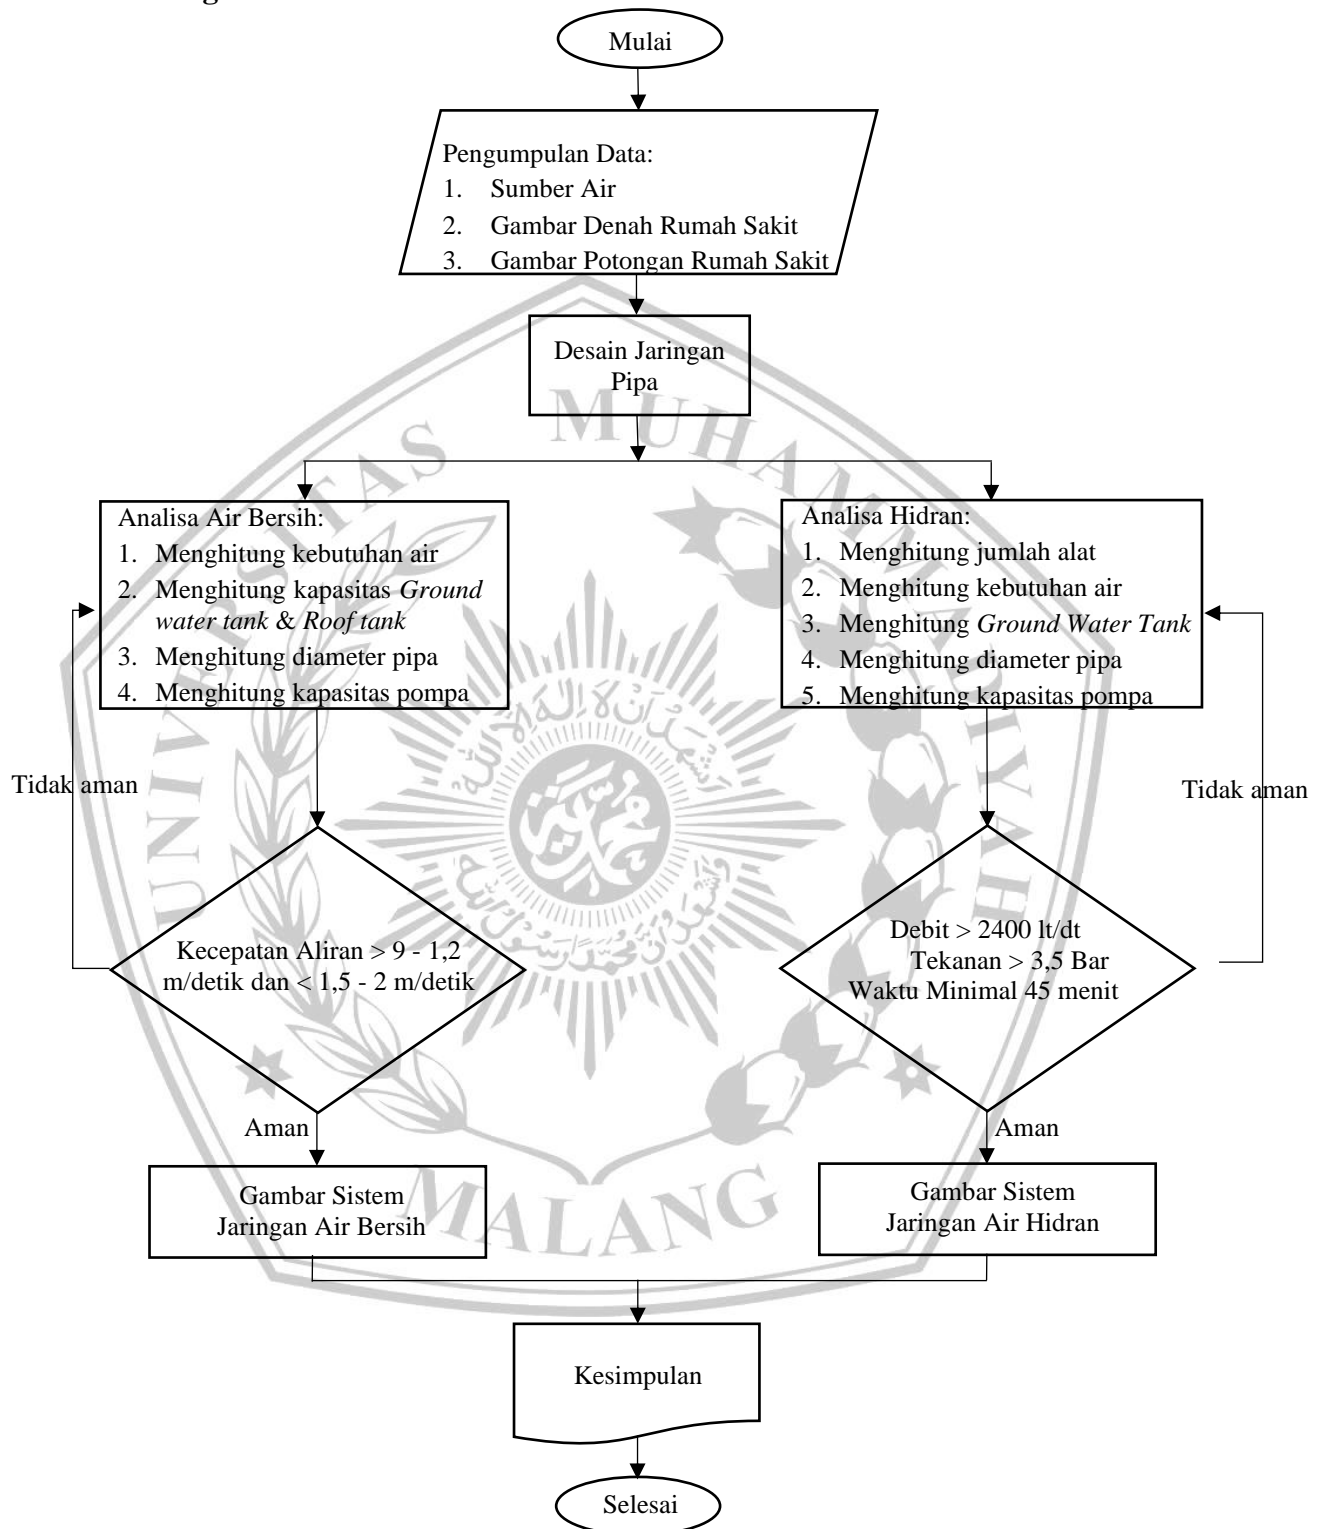 Mulai
Pengumpulan Data:
1. Sumber Air
2. Gambar Denah Rumah Sakit
3. Gambar Potongan Rumah Sakit
Desain Jaringan
Pipa
Analisa Air Bersih:
1. Menghitung kebutuhan air
2. Menghitung kapasitas Ground
water tank & Roof tank
3. Menghitung diameter pipa
4. Menghitung kapasitas pompa
Analisa Hidran:
1. Menghitung jumlah alat
2. Menghitung kebutuhan air
3. Menghitung Ground Water Tank
4. Menghitung diameter pipa
5. Menghitung kapasitas pompa
Tidak aman
Tidak aman
Kecepatan Aliran > 9 - 1,2
m/detik dan < 1,5 - 2 m/detik
Debit > 2400 lt/dt
Tekanan > 3,5 Bar
Waktu Minimal 45 menit
Aman
Aman
Gambar Sistem
Jaringan Air Bersih
Gambar Sistem
Jaringan Air Hidran
Kesimpulan
Selesai
UNIVERSITAS MUHAMMADIYAH
MALANG